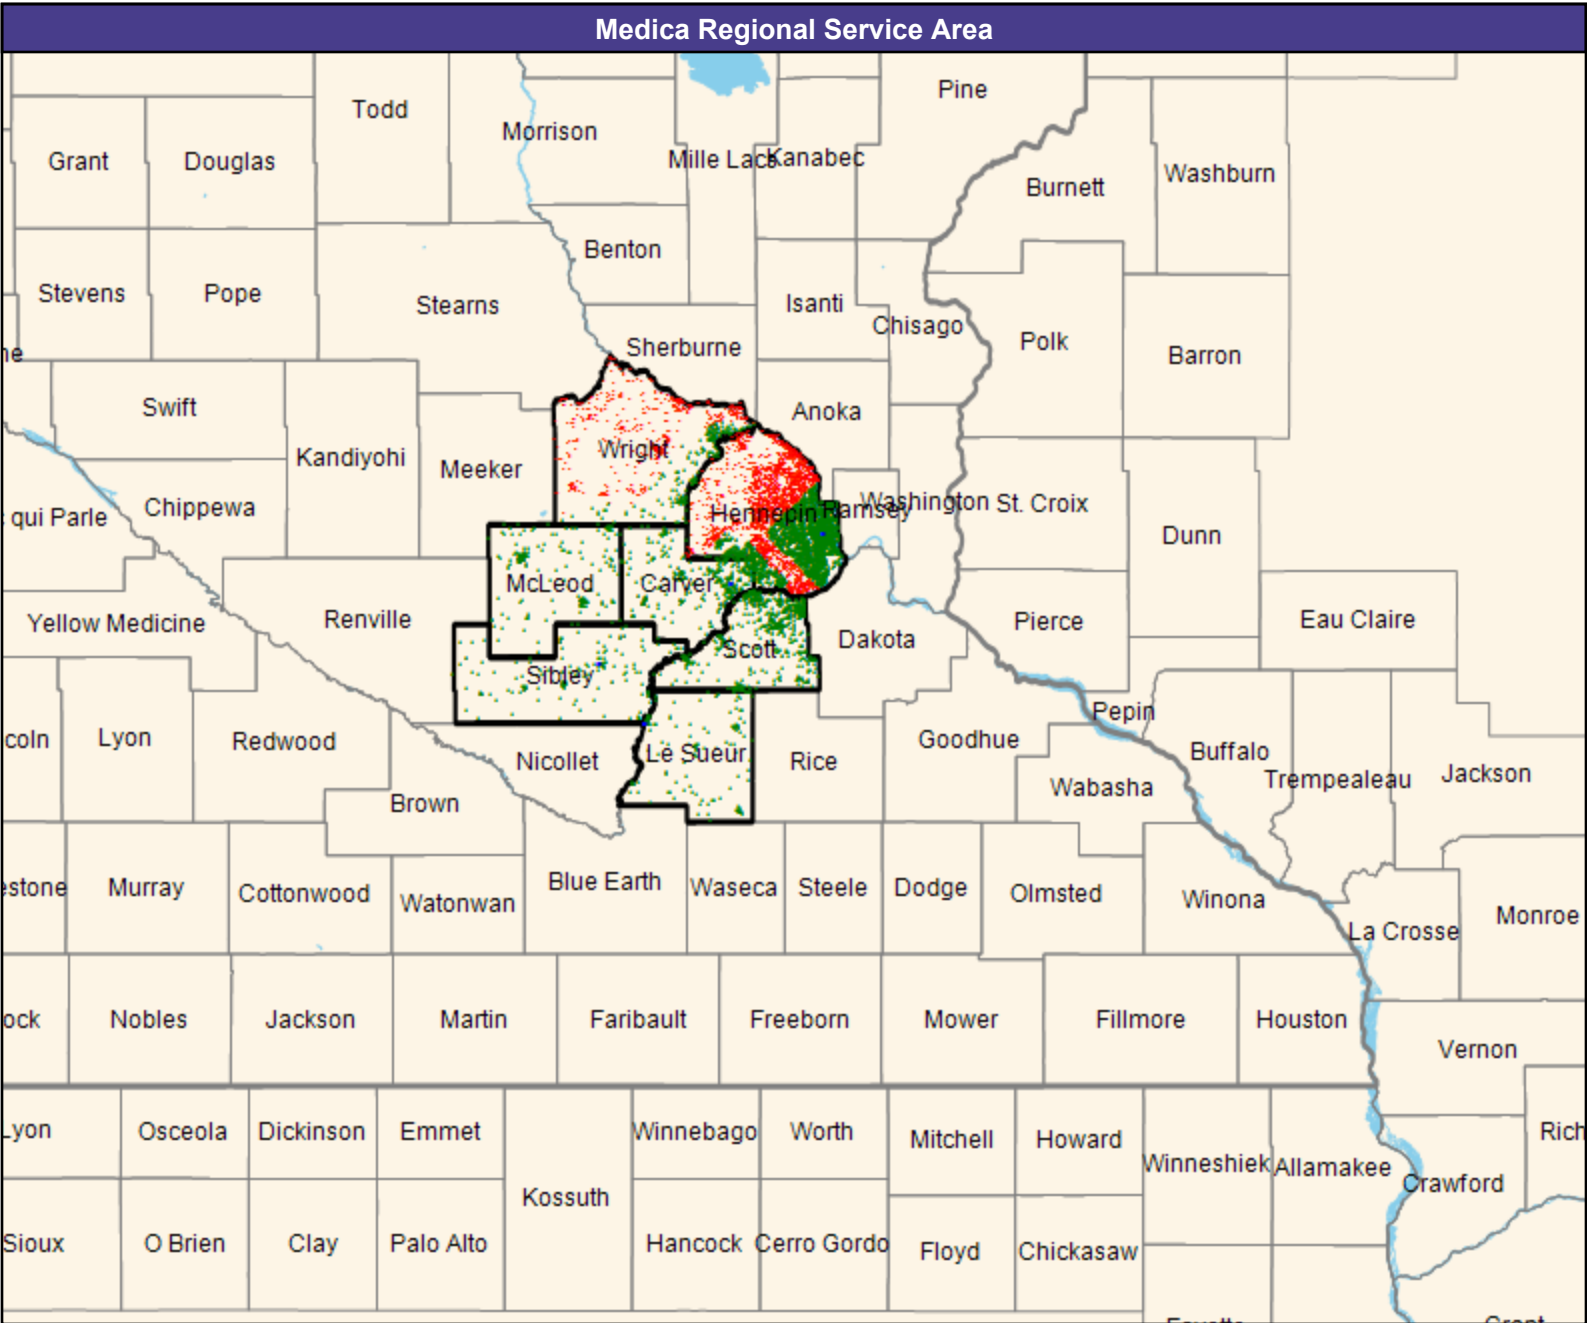 Medica Regional Service Area
Pine
Todd
Morrison
Grant
Douglas
Mille Lacs
Kanabec
Washburn
Burnett
Benton
Stevens
Pope
Stearns
Isanti
Chisago
Polk
Barron
ne
Sherburne
Swift
Anoka
Kandiyohi
Wright
Meeker
qui Parle
Chippewa
Hennepin
Ramsey
Washington
St. Croix
Dunn
McLeod
Carver
Yellow Medicine
Renville
Pierce
Eau Claire
Dakota
Scott
Sibley
Pepin
coln
Lyon
Redwood
Nicollet
Le Sueur
Rice
Goodhue
Buffalo
Trempealeau
Jackson
Wabasha
Brown
estone
Murray
Cottonwood
Watonwan
Blue Earth
Waseca
Steele
Dodge
Olmsted
Winona
La Crosse
Monroe
ock
Nobles
Jackson
Martin
Faribault
Freeborn
Mower
Fillmore
Houston
Vernon
Lyon
Osceola
Dickinson
Emmet
Winnebago
Worth
Mitchell
Howard
Rich
Winneshiek
Allamakee
Crawford
Kossuth
Sioux
O Brien
Clay
Palo Alto
Hancock
Cerro Gordo
Floyd
Chickasaw